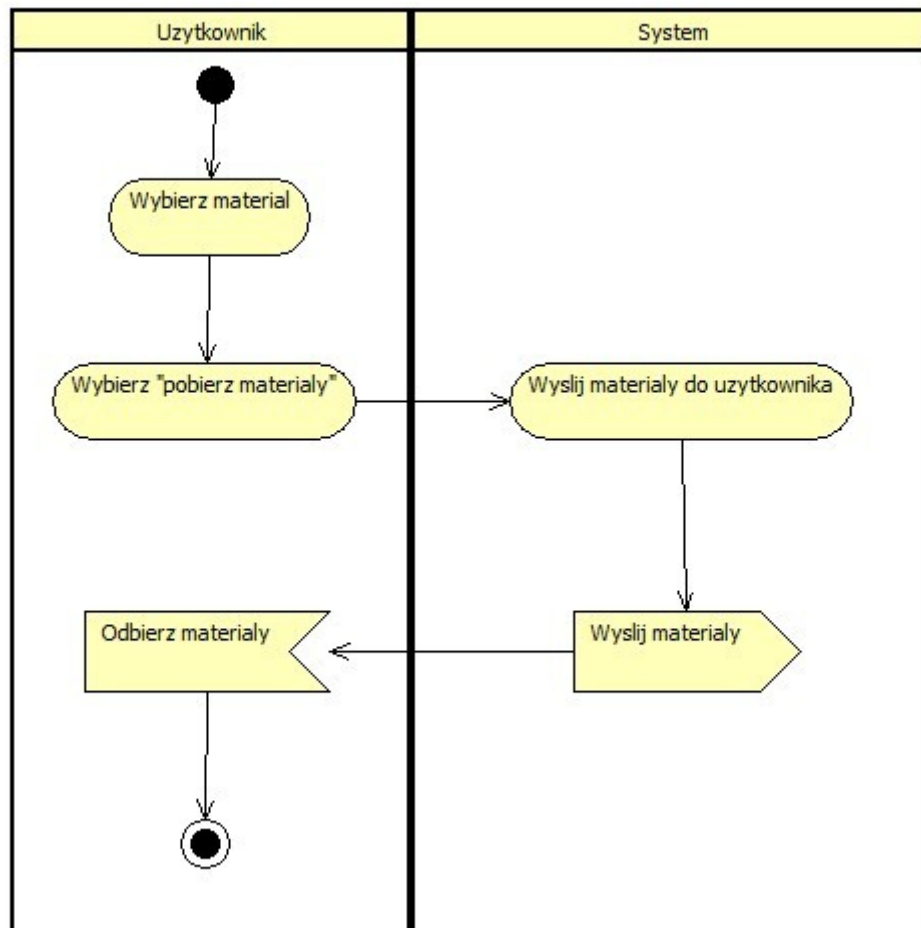 Uzytkownik
System
Wybierz material
Wybierz "pobierz materialy"
Wyslij materialy do uzytkownika
Odbierz materialy
Wyslij materialy